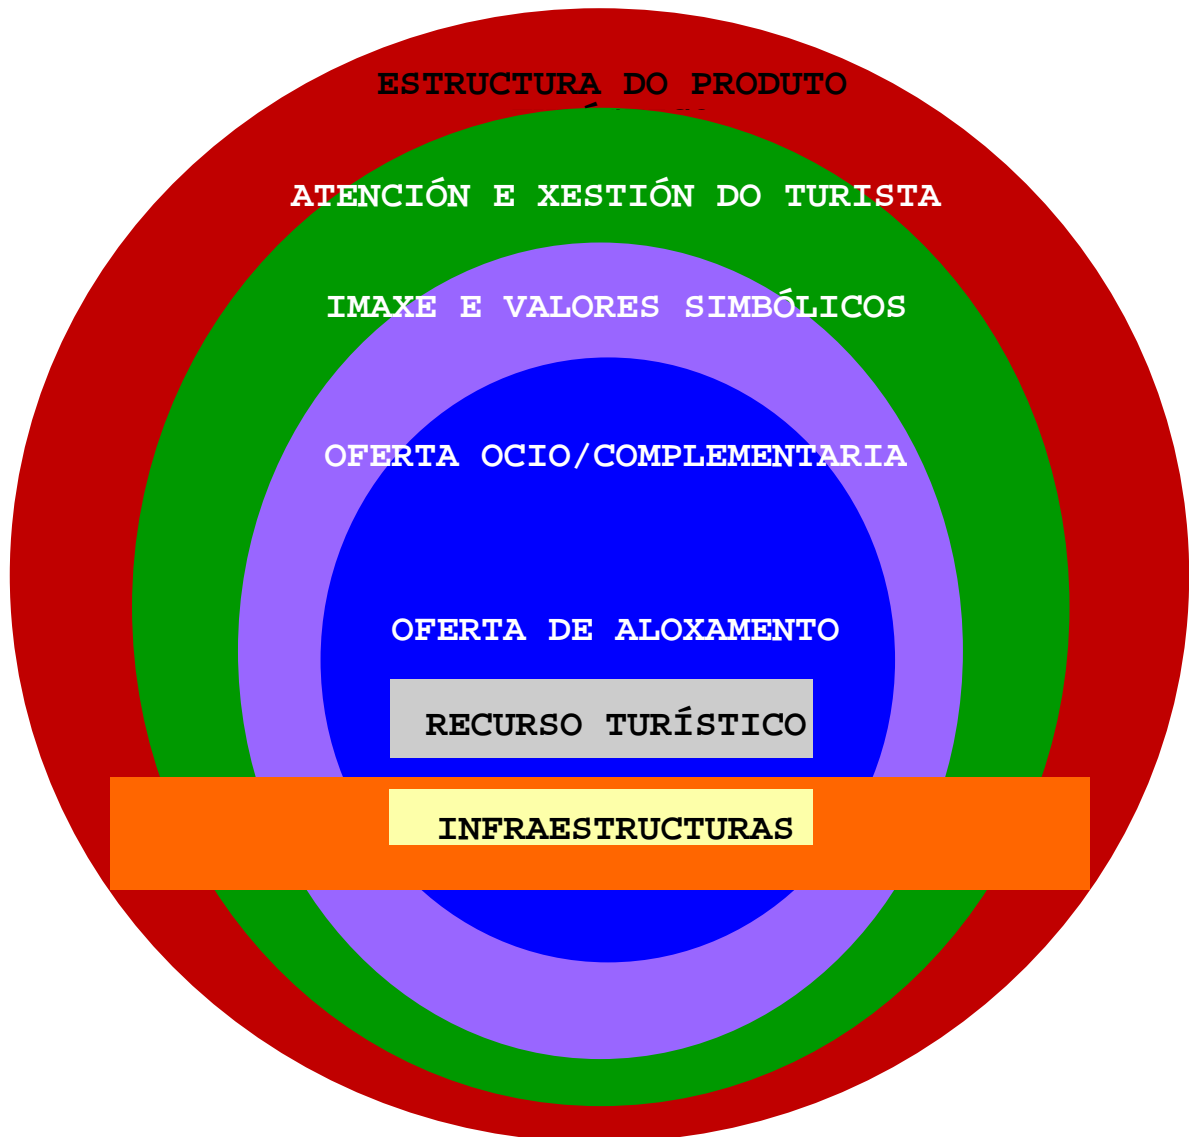 ESTRUCTURA DO PRODUTO
ATENCIÓN E XESTIÓN DO TURISTA
IMAXE E VALORES SIMBÓLICOS
OFERTA OCIO/COMPLEMENTARIA
OFERTA DE ALOXAMENTO
RECURSO TURÍSTICO
INFRAESTRUCTURAS